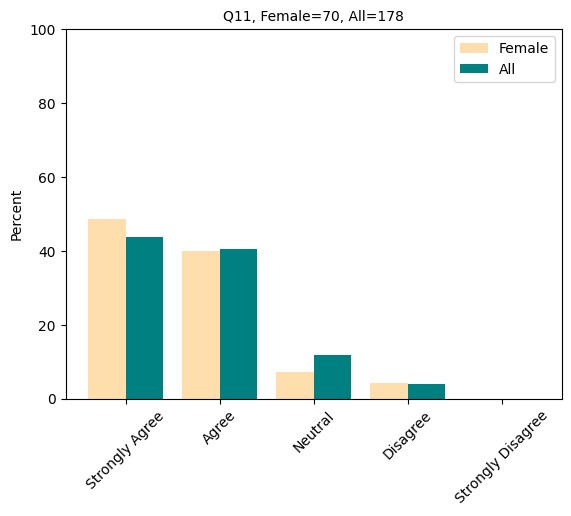 Q11, Female=70, All=178
Female
All
Percent
100
80
60
40
20
0
Strongly Agree
Agree
Neutral
Disagree
Strongly Disagree